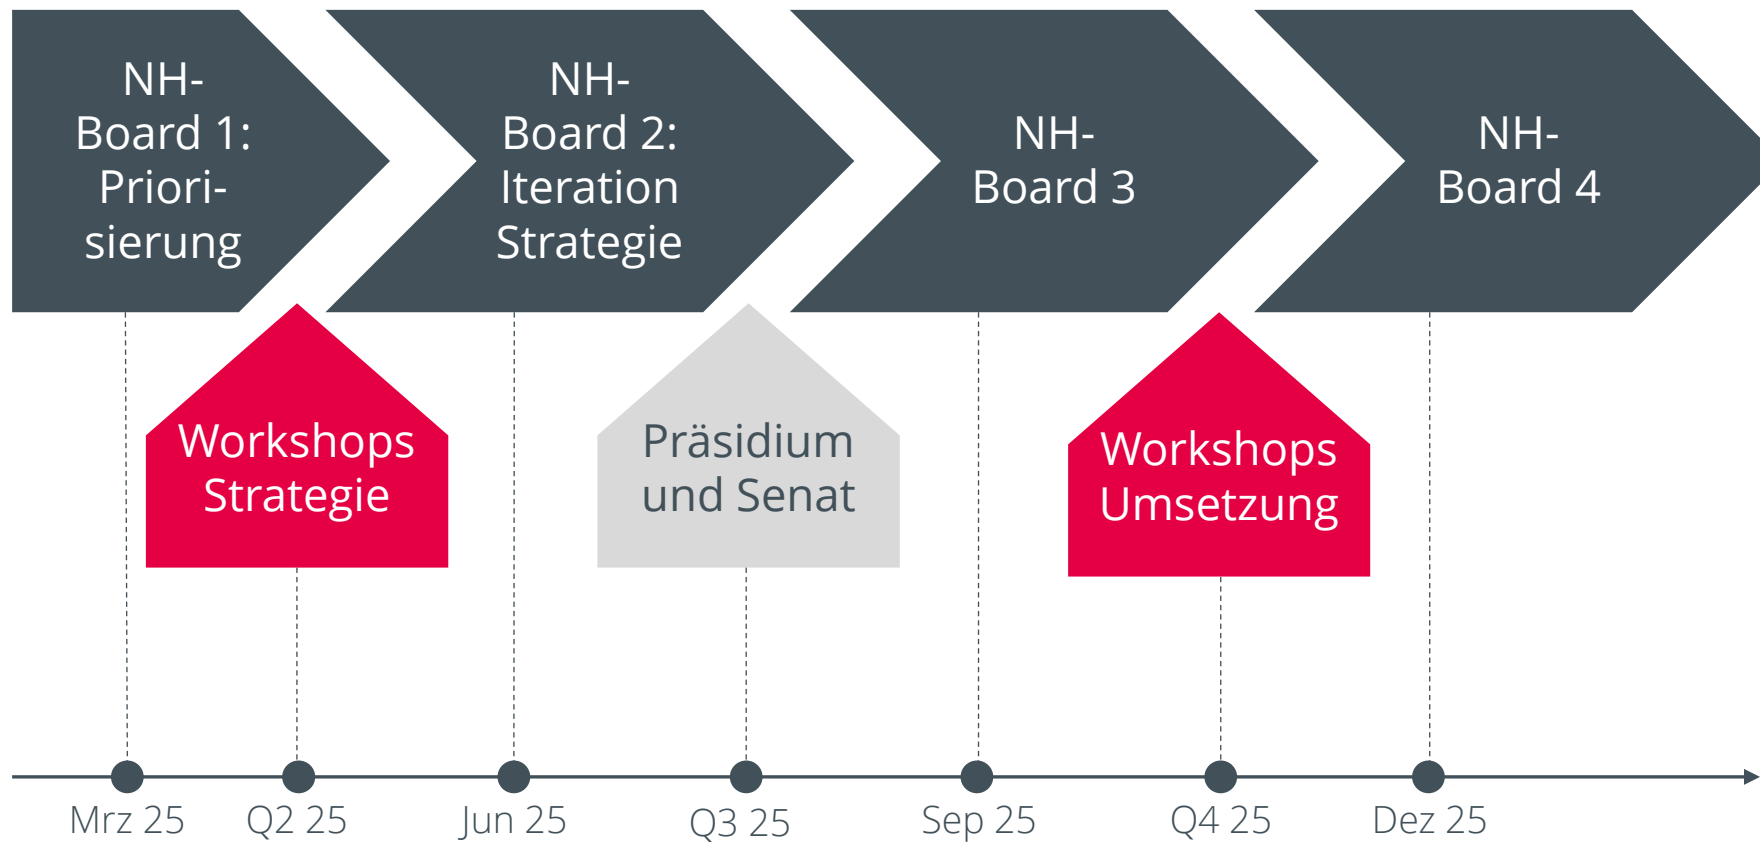 NH-
Board 1:
Priori-
sierung
NH-
Board 2:
Iteration
Strategie
NH-
Board 3
NH-
Board 4
Workshops
Strategie
Präsidium
und Senat
Workshops
Umsetzung
Mrz 25
Q2 25
Jun 25
Q3 25
Sep 25
Q4 25
Dez 25